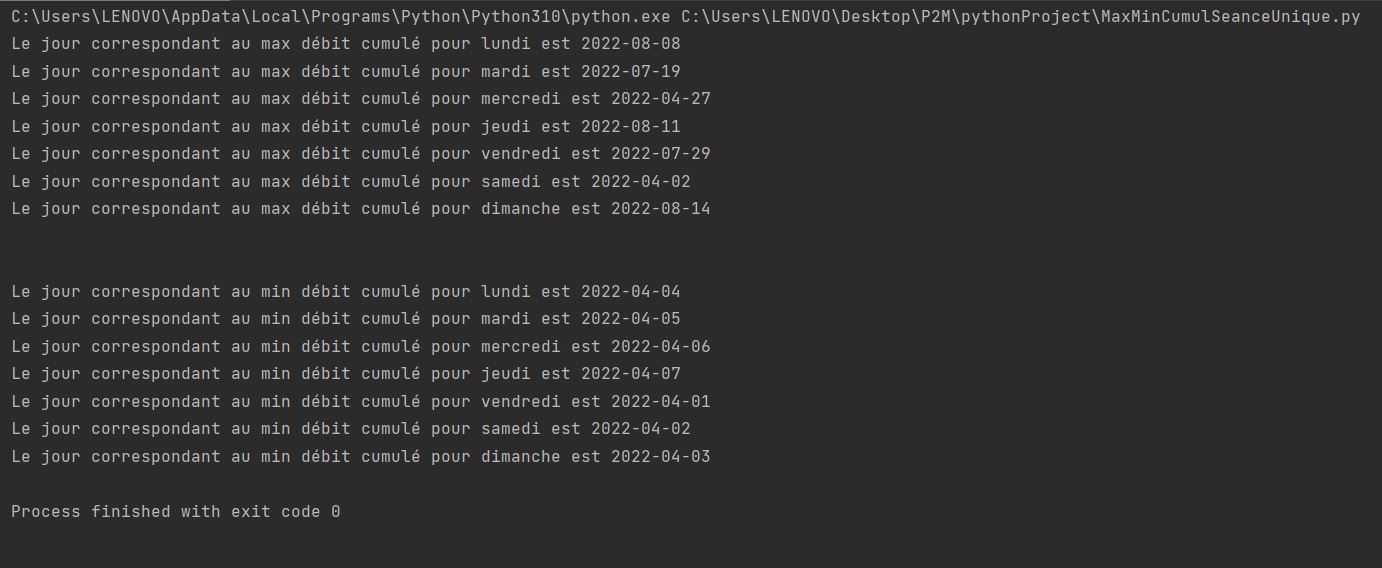 C:\Users\LENOVO\AppData\Local\Programs\Python\Python310\python.exe C:\Users\LENOVO\Desktop\P2M\pythonProject\MaxMinCumulSeanceUnique.py
Le jour correspondant au max débit cumulé pour lundi est 2022-08-08
Le jour correspondant au max débit cumulé pour mardi est 2022-07-19
Le jour correspondant au max débit cumulé pour mercredi est 2022-04-27
Le jour correspondant au max débit cumulé pour jeudi est 2022-08-11
Le jour correspondant au max débit cumulé pour vendredi est 2022-07-29
Le jour correspondant au max débit cumulé pour samedi est 2022-04-02
Le jour correspondant au max débit cumulé pour dimanche est 2022-08-14
Le jour correspondant au min débit cumulé pour lundi est 2022-04-04
Le jour correspondant au min débit cumulé pour mardi est 2022-04-05
Le jour correspondant au min débit cumulé pour mercredi est 2022-04-06
Le jour correspondant au min débit cumulé pour jeudi est 2022-04-07
Le jour correspondant au min débit cumulé pour vendredi est 2022-04-01
Le jour correspondant au min débit cumulé pour samedi est 2022-04-02
Le jour correspondant au min débit cumulé pour dimanche est 2022-04-03
Process finished with exit code 0